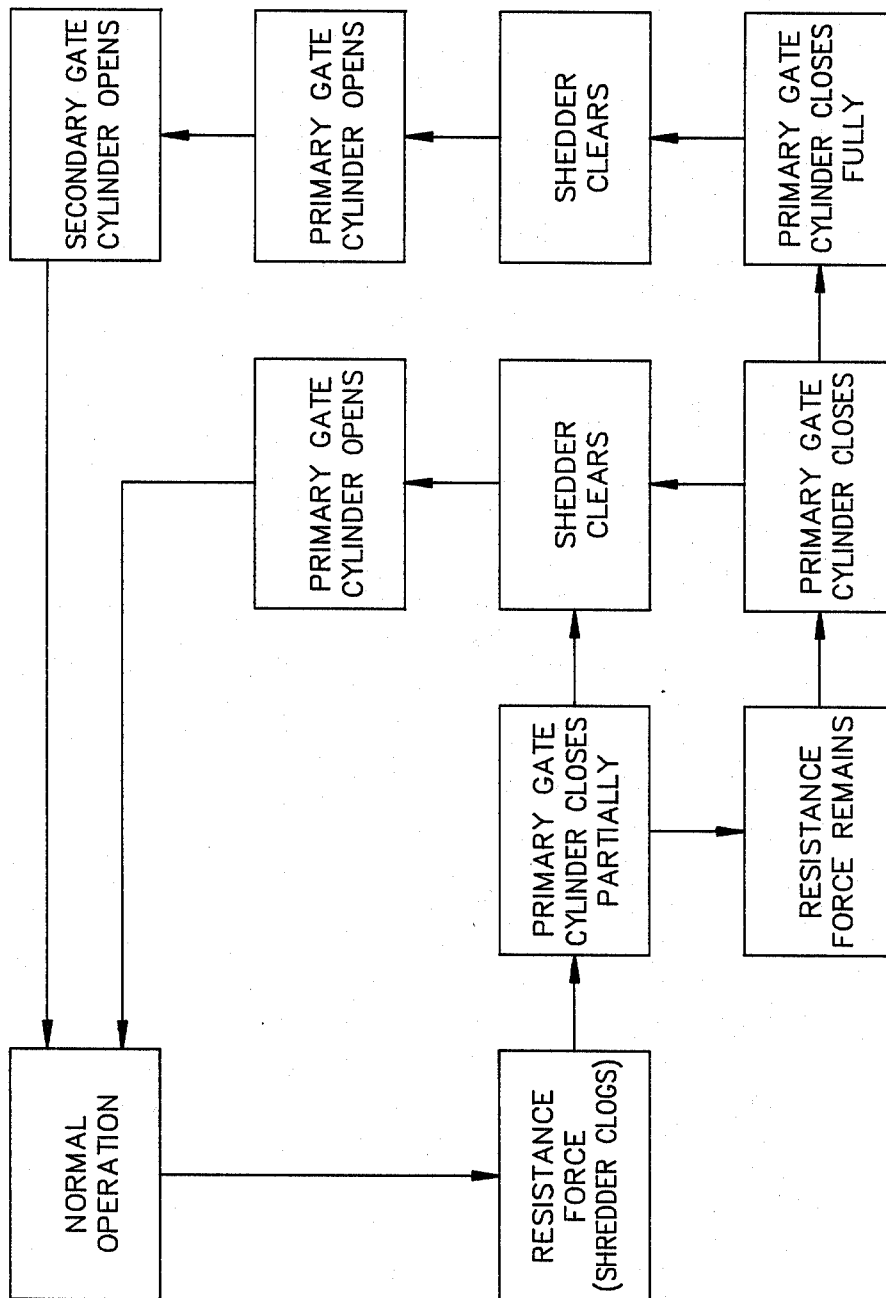 NORMAL
OPERATION
RESISTANCE
FORCE
(SHREDDER CLOGS)
PRIMARY GATE
CYLINDER CLOSES
PARTIALLY
RESISTANCE
FORCE REMAINS
PRIMARY GATE
CYLINDER OPENS
SHEDDER
CLEARS
PRIMARY GATE
CYLINDER CLOSES
SECONDARY GATE
CYLINDER OPENS
PRIMARY GATE
CYLINDER OPENS
SHEDDER
CLEARS
PRIMARY GATE
CYLINDER CLOSES
FULLY